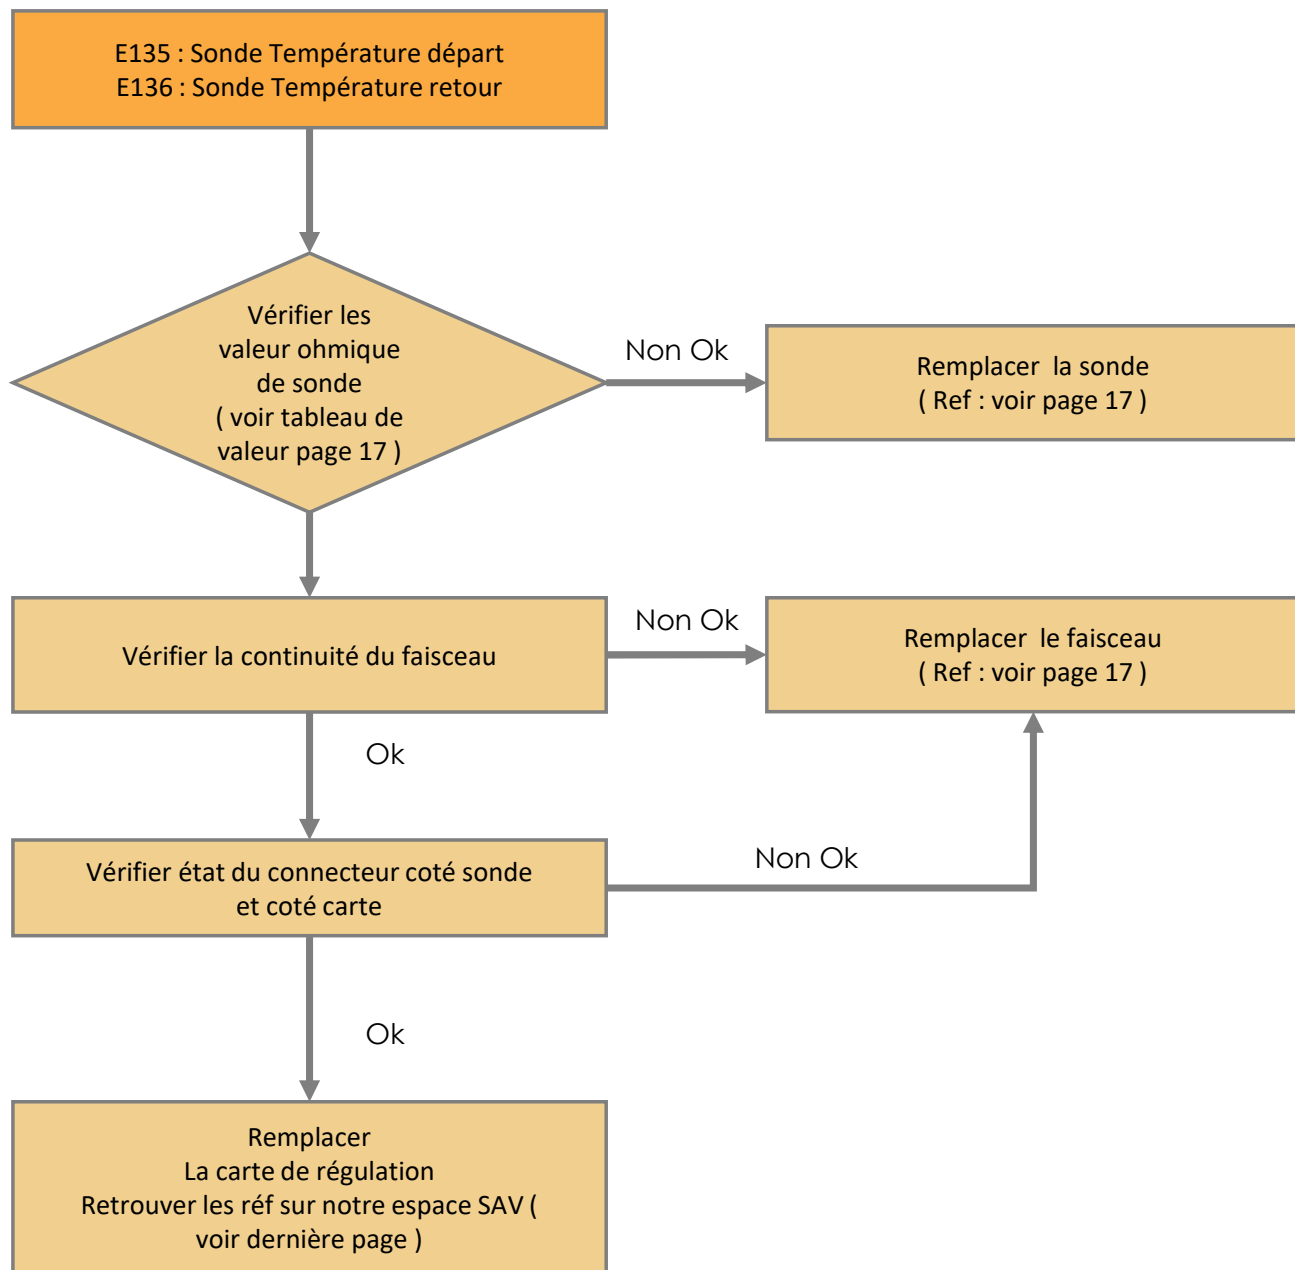 E135 : Sonde Température départ
E136 : Sonde Température retour
Vérifier les
valeur ohmique
de sonde
( voir tableau de
valeur page 17 )
Non Ok
Remplacer  la sonde
( Ref : voir page 17 )
Vérifier la continuité du faisceau
Non Ok
Remplacer  le faisceau
( Ref : voir page 17 )
Ok
Vérifier état du connecteur coté sonde
et coté carte
Non Ok
Ok
Remplacer
La carte de régulation
Retrouver les réf sur notre espace SAV (
voir dernière page )